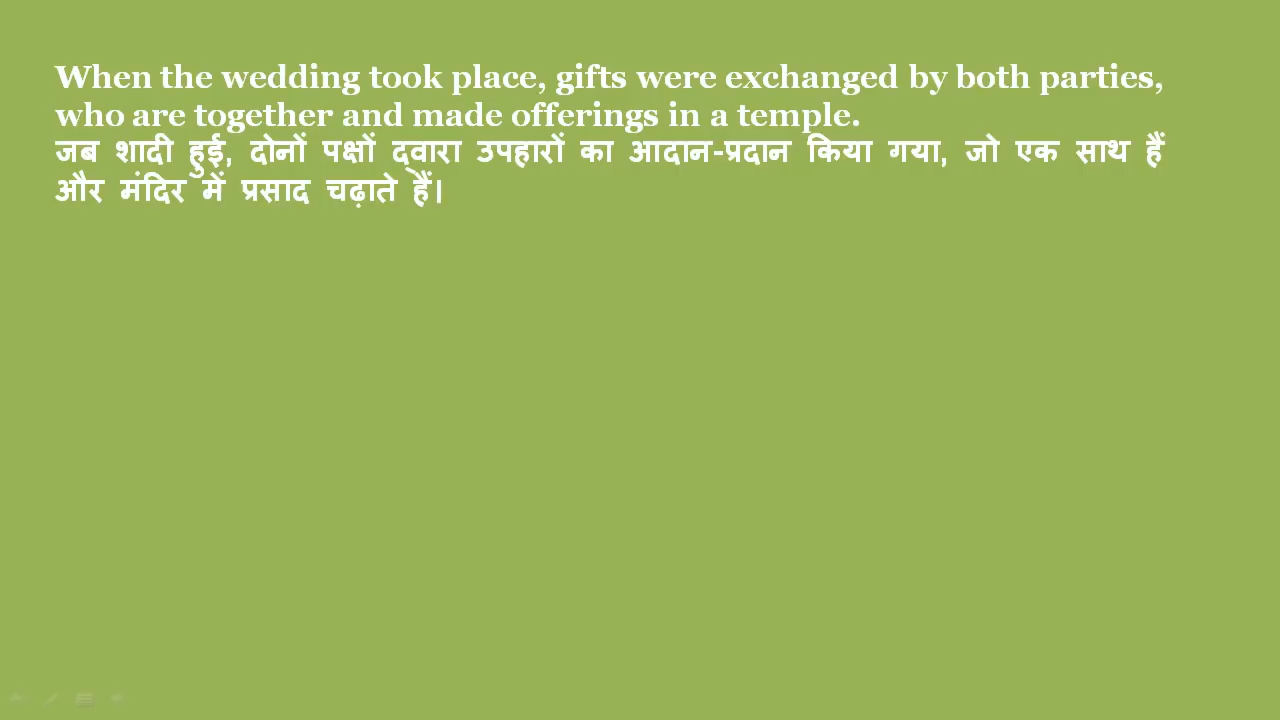 When the wedding took place, gifts were exchanged by both parties,
who are together and made offerings in a temple.
जब शादी हुई, दोनों पक्षों द्वारा उपहारों का आदान-प्रदान किया गया, जो एक साथ हैं
और मंदिर में प्रसाद चढ़ाते हैं।